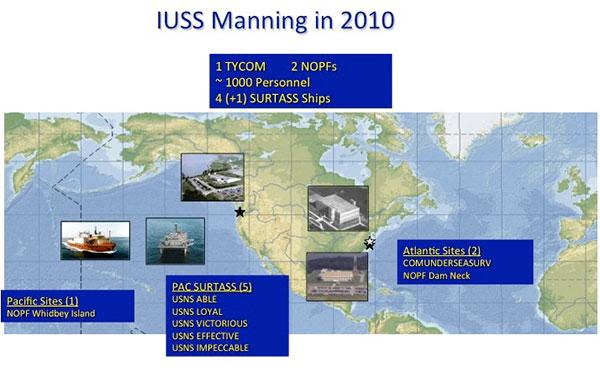 IUSS Manning in 2010
1 TYCOM 2 NOPFs
~ 1000 Personnel
4 (+1) SURTASS Ships
Atlantic Sites (2)
COMUNDERSEASURV
NOPF Dam Neck
PAC SURTASS (5)
USNS ABLE
USNS LOYAL
USNS VICTORIOUS
USNS EFFECTIVE
USNS IMPECCABLE
Pacific Sites (1)
NOPF Whidbey Island